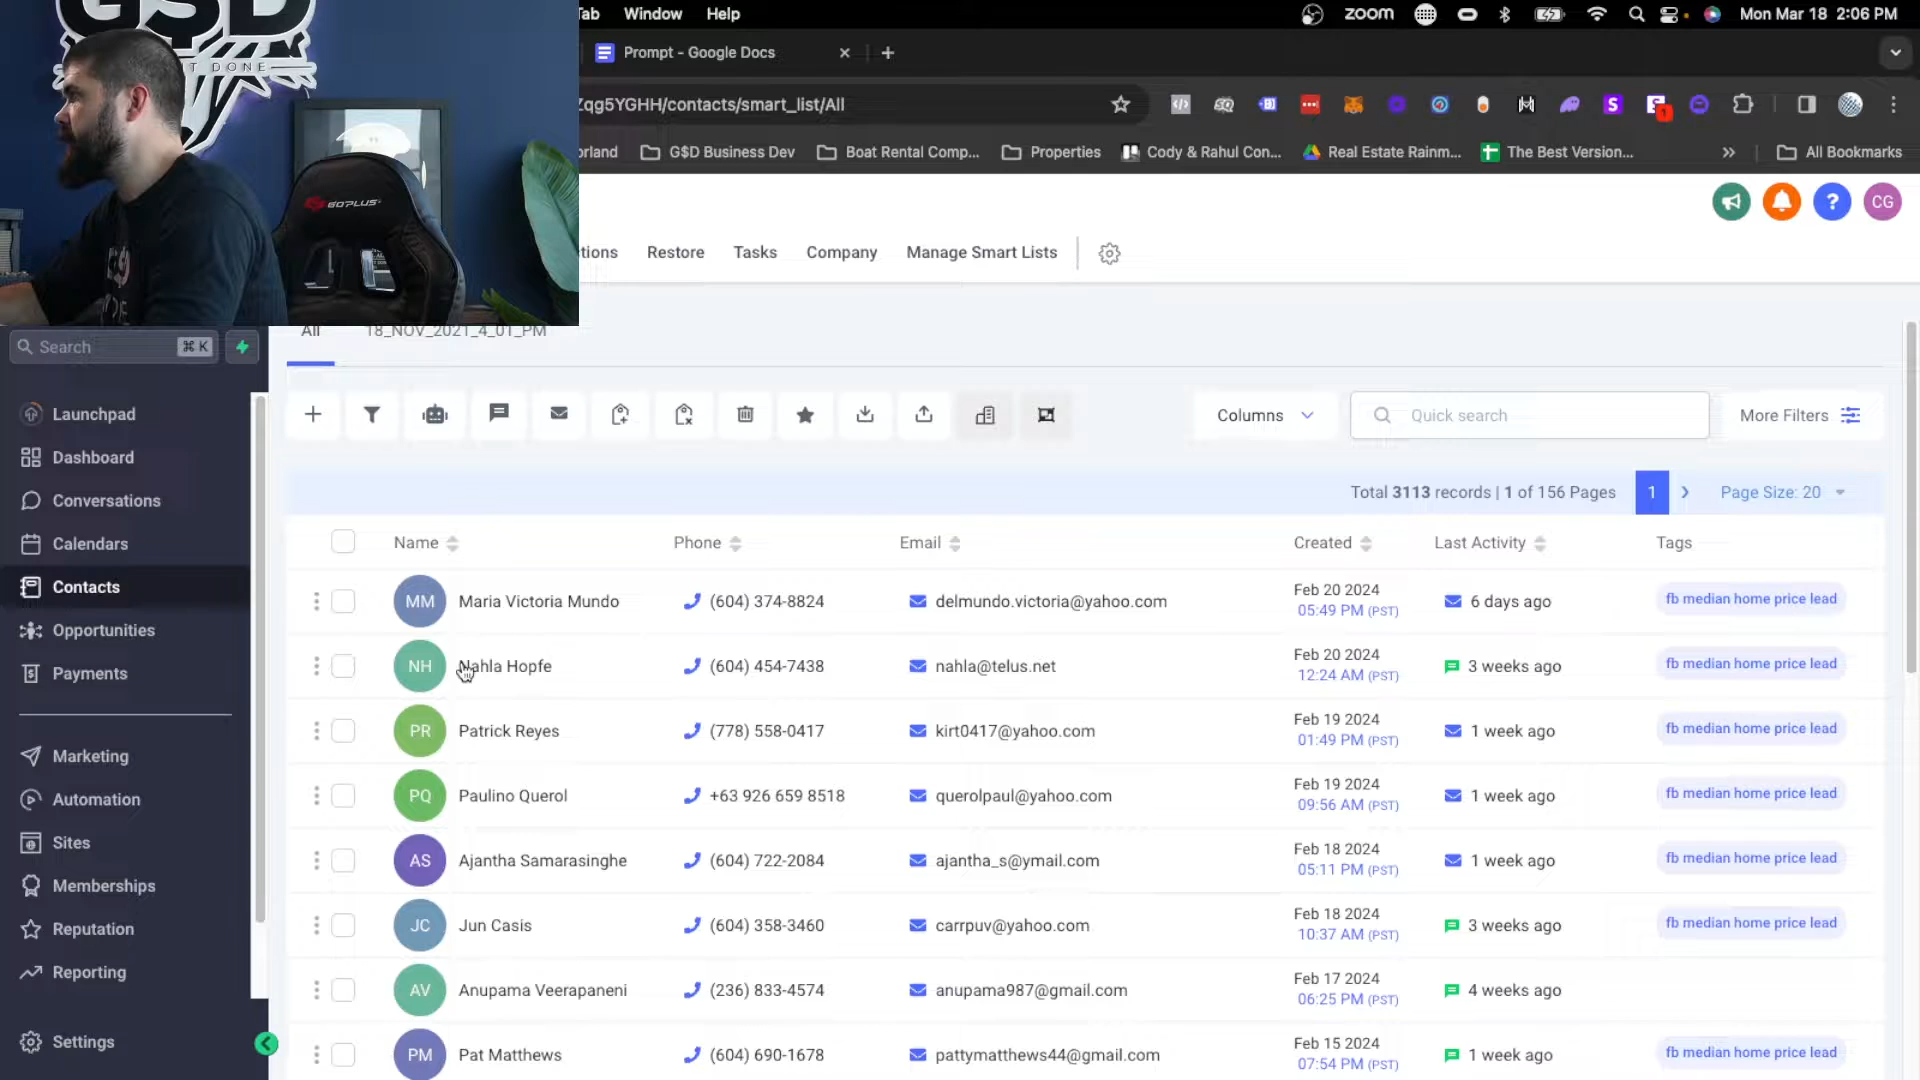 G$D
T DONE
GOPLUS
Tab Window Help
zoom
Mon Mar 18 2:06 PM
Prompt - Google Docs
Zqg5YGHH/contacts/smart_list/All
orland G$D Business Dev Boat Rental Comp... Properties Cody & Rahul Con... Real Estate Rainm... The Best Version... All Bookmarks
CG
tions Restore Tasks Company Manage Smart Lists
All 18_NOV_2021_4_01_PM
Search ⌘ K
Launchpad
Dashboard
Conversations
Calendars
Contacts
Opportunities
Payments
Marketing
Automation
Sites
Memberships
Reputation
Reporting
Settings
Columns Quick search More Filters
Total 3113 records | 1 of 156 Pages 1 Page Size: 20
Name Phone Email Created Last Activity Tags
MM Maria Victoria Mundo (604) 374-8824 delmundo.victoria@yahoo.com Feb 20 2024 6 days ago fb median home price lead
05:49 PM (PST)
NH Nahla Hopfe (604) 454-7438 nahla@telus.net Feb 20 2024 3 weeks ago fb median home price lead
12:24 AM (PST)
PR Patrick Reyes (778) 558-0417 kirt0417@yahoo.com Feb 19 2024 1 week ago fb median home price lead
01:49 PM (PST)
PQ Paulino Querol +63 926 659 8518 querolpaul@yahoo.com Feb 19 2024 1 week ago fb median home price lead
09:56 AM (PST)
AS Ajantha Samarasinghe (604) 722-2084 ajantha_s@ymail.com Feb 18 2024 1 week ago fb median home price lead
05:11 PM (PST)
JC Jun Casis (604) 358-3460 carrpuv@yahoo.com Feb 18 2024 3 weeks ago fb median home price lead
10:37 AM (PST)
AV Anupama Veerapaneni (236) 833-4574 anupama987@gmail.com Feb 17 2024 4 weeks ago
06:25 PM (PST)
PM Pat Matthews (604) 690-1678 pattymatthews44@gmail.com Feb 15 2024 1 week ago fb median home price lead
07:54 PM (PST)